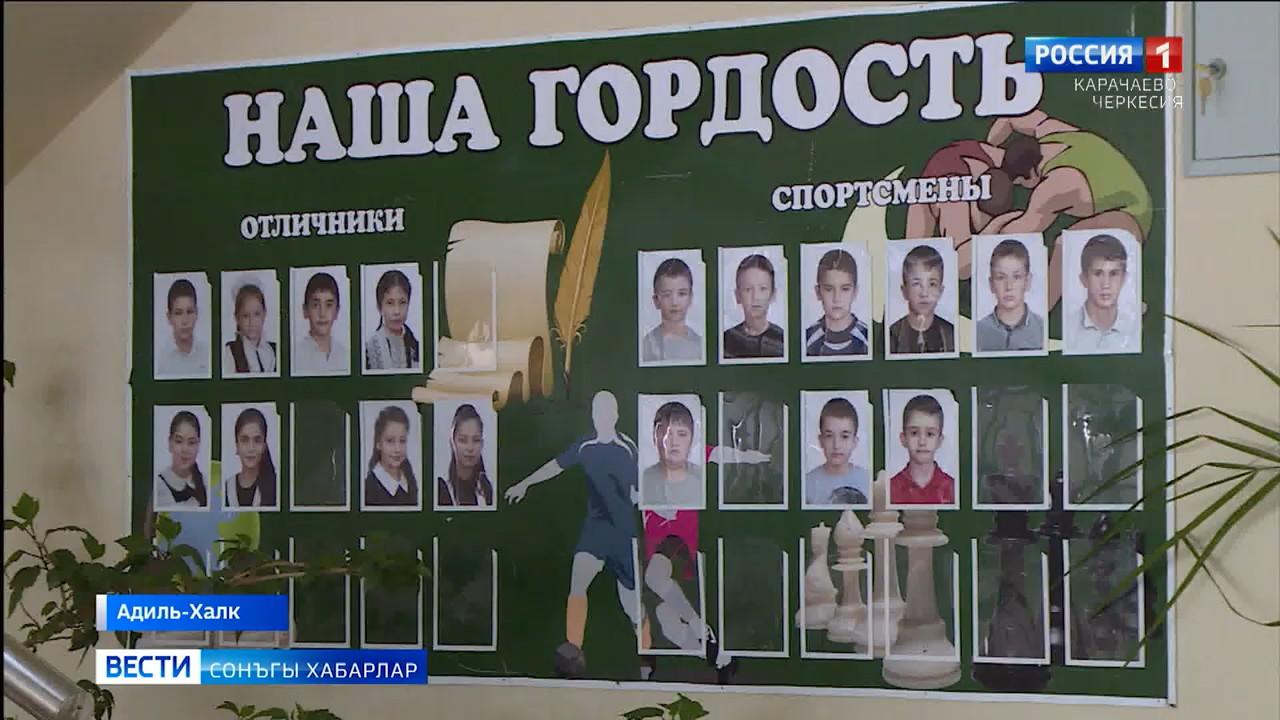 НАША ГОРДОСТЬ
РОССИЯ 1
КАРАЧАЕВО
ЧЕРКЕСИЯ
ОТЛИЧНИКИ
СПОРТСМЕНЫ
Адиль-Халк
ВЕСТИ СОНЪГЫ ХАБАРЛАР